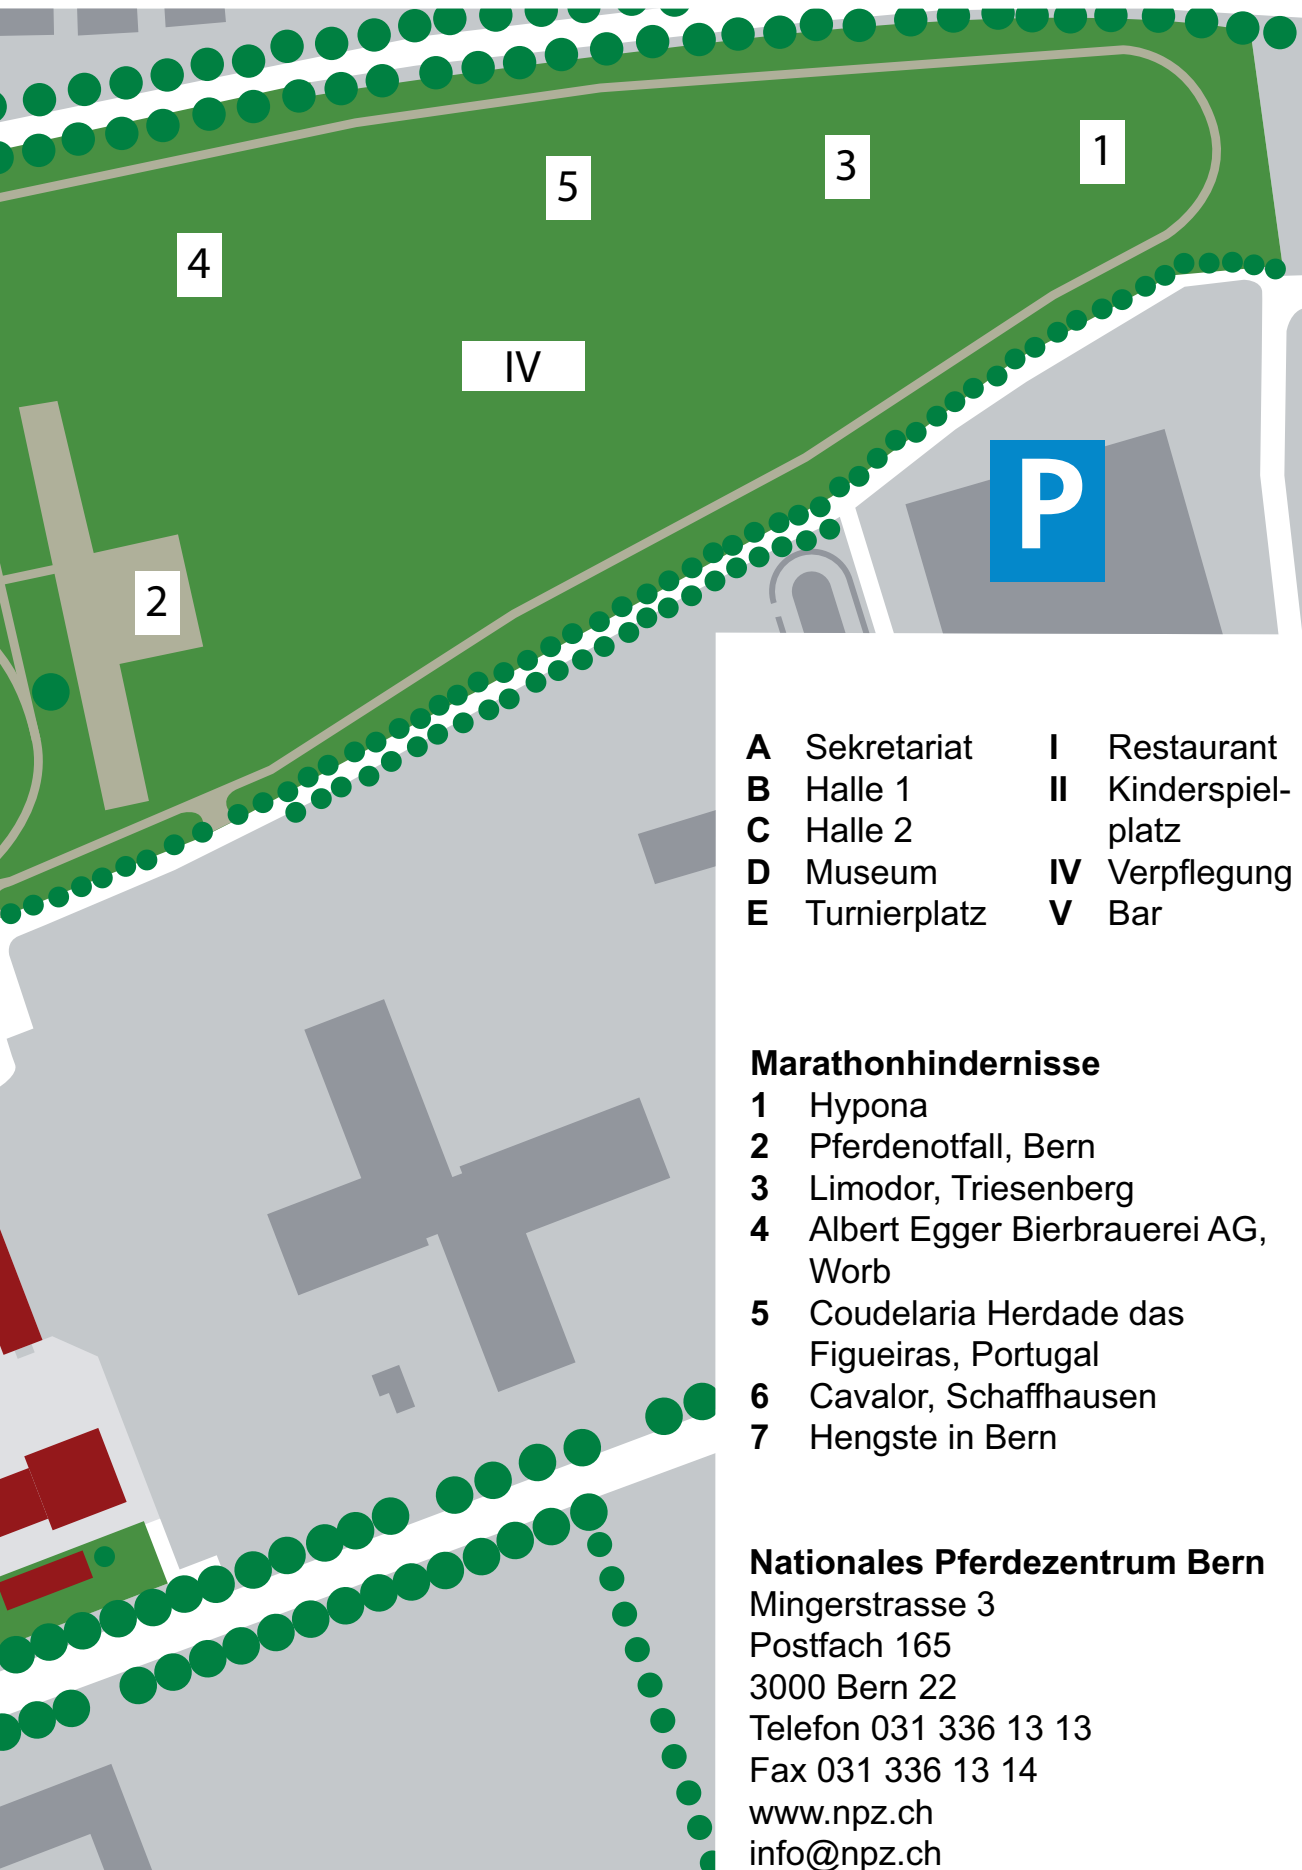 1
3
5
4
IV
P
2
A Sekretariat
B Halle 1
C Halle 2
D Museum
E Turnierplatz
I Restaurant
II Kinderspiel-
platz
IV Verpflegung
V Bar
Marathonhindernisse
1 Hypona
2 Pferdenotfall, Bern
3 Limodor, Triesenberg
4 Albert Egger Bierbrauerei AG,
Worb
5 Coudelaria Herdade das
Figueiras, Portugal
6 Cavalor, Schaffhausen
7 Hengste in Bern
Nationales Pferdezentrum Bern
Mingerstrasse 3
Postfach 165
3000 Bern 22
Telefon 031 336 13 13
Fax 031 336 13 14
www.npz.ch
info@npz.ch